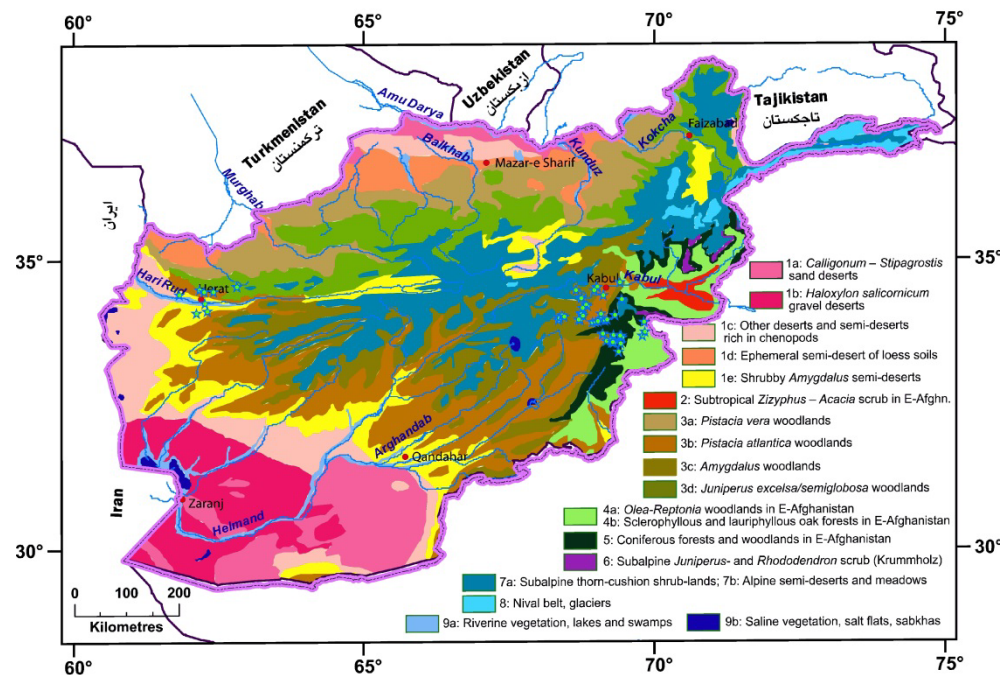 60°
65°
70°
75°
Uzbekistan
ازبکستان
Tajikistan
تاجکستان
Turkmenistan
ترکمنستان
Amu Darya
Faizabad
Kokcha
Balkhab
Kunduz
Mazar-e Sharif
Murghab
ایران
35°
35°
Hari Rud
Herat
Kabul
Kabul
1a: Calligonum – Stipagrostis
sand deserts
1b: Haloxylon salicornicum
gravel deserts
1c: Other deserts and semi-deserts
rich in chenopods
1d: Ephemeral semi-desert of loess soils
1e: Shrubby Amygdalus semi-deserts
2: Subtropical Zizyphus – Acacia scrub in E-Afghn.
3a: Pistacia vera woodlands
3b: Pistacia atlantica woodlands
3c: Amygdalus woodlands
3d: Juniperus excelsa/semiglobosa woodlands
Arghandab
Qandahar
Iran
Zaranj
Helmand
4a: Olea-Reptonia woodlands in E-Afghanistan
4b: Sclerophyllous and lauriphyllous oak forests in E-Afghanistan
5: Coniferous forests and woodlands in E-Afghanistan
6: Subalpine Juniperus- and Rhododendron scrub (Krummholz)
30°
30°
7a: Subalpine thorn-cushion shrub-lands; 7b: Alpine semi-deserts and meadows
8: Nival belt, glaciers
9a: Riverine vegetation, lakes and swamps
9b: Saline vegetation, salt flats, sabkhas
0 100 200
Kilometres
60°
65°
70°
75°